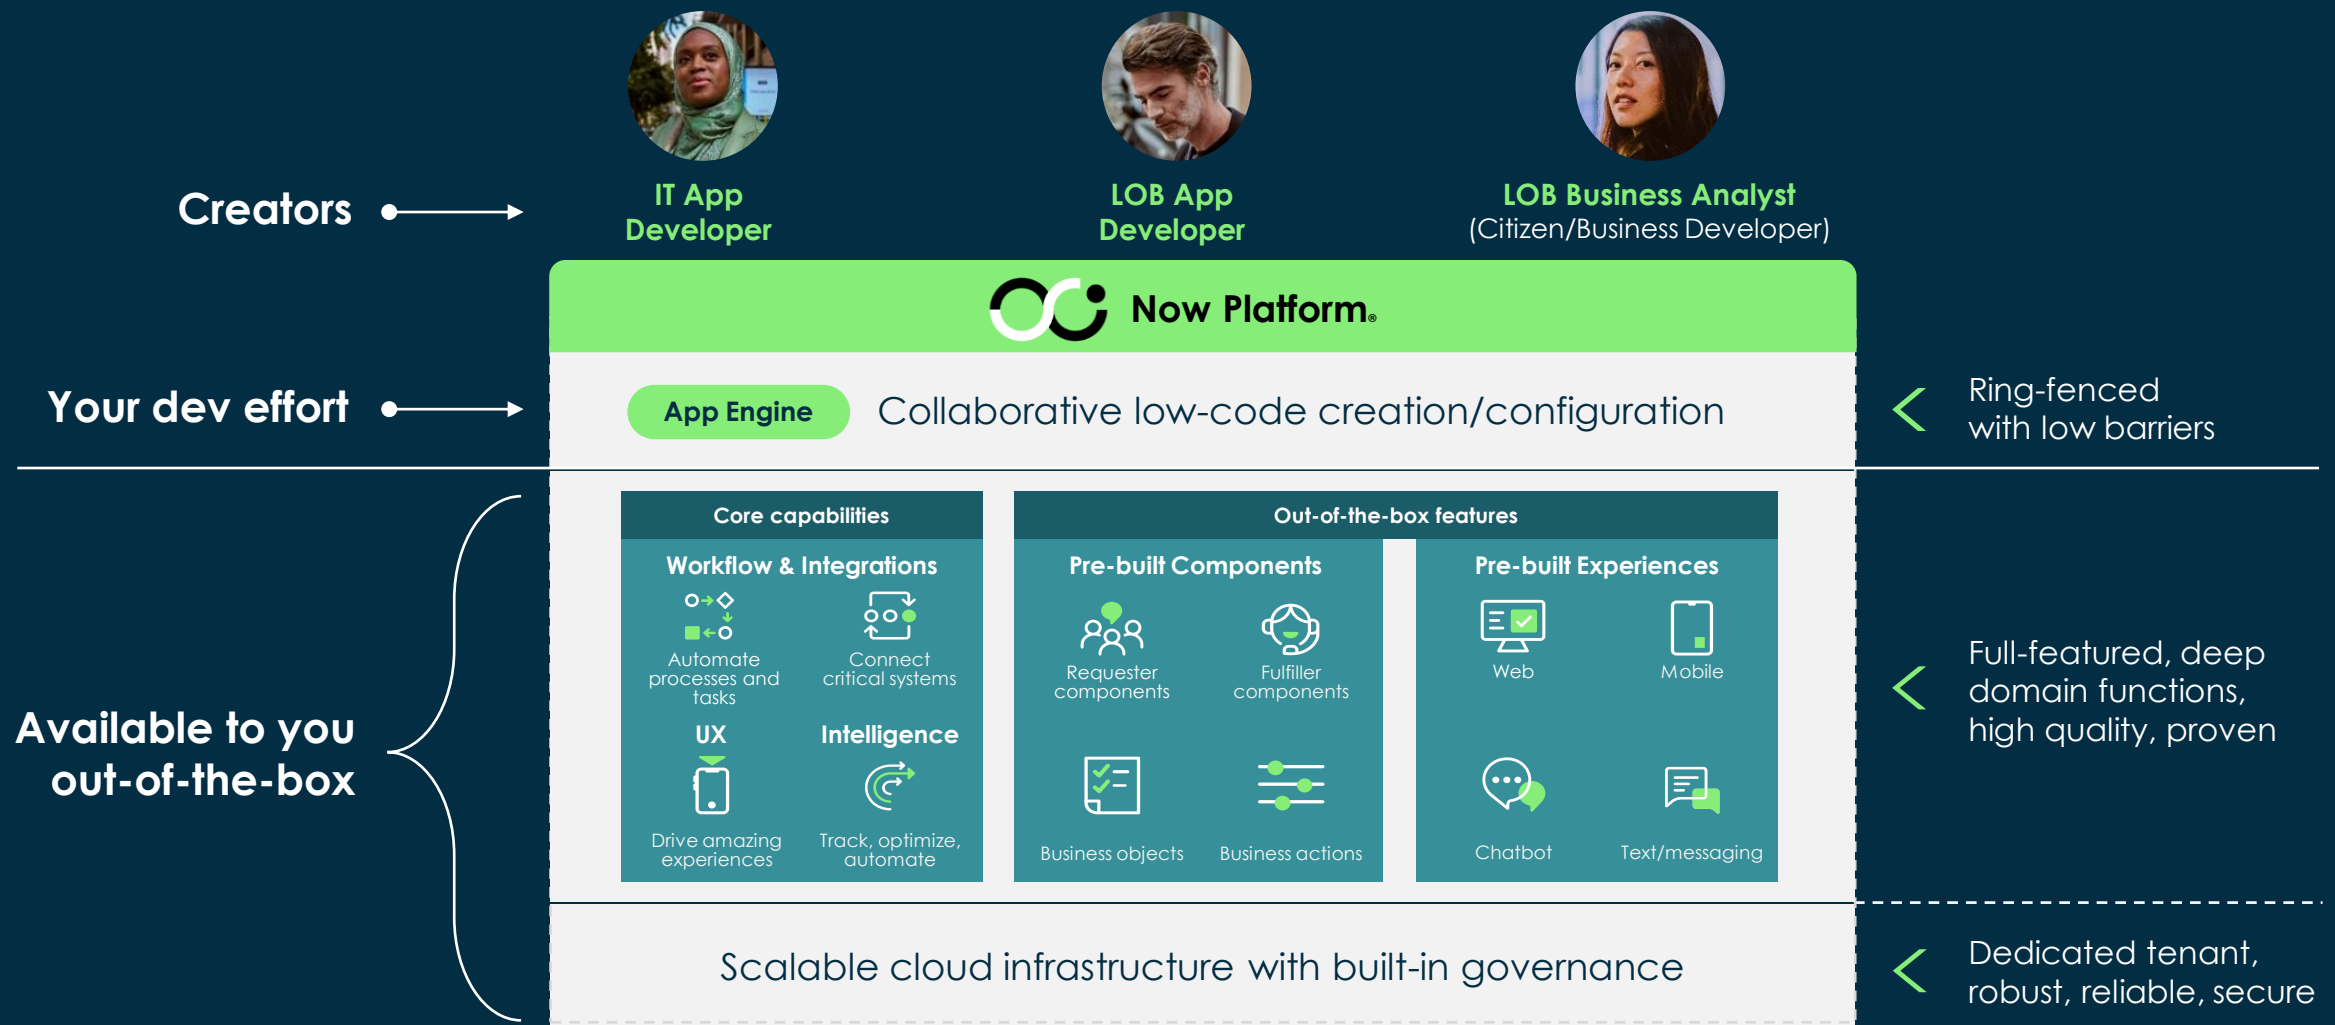 Creators
IT App
Developer
LOB App
Developer
LOB Business Analyst
(Citizen/Business Developer)
Now Platform®
Your dev effort
App Engine
Collaborative low-code creation/configuration
Ring-fenced
with low barriers
Available to you
out-of-the-box
Core capabilities
Workflow & Integrations
Automate
processes and
tasks
Connect
critical systems
UX
Drive amazing
experiences
Intelligence
Track, optimize,
automate
Out-of-the-box features
Pre-built Components
Requester
components
Fulfiller
components
Business objects
Business actions
Pre-built Experiences
Web
Mobile
Chatbot
Text/messaging
Full-featured, deep
domain functions,
high quality, proven
Scalable cloud infrastructure with built-in governance
Dedicated tenant,
robust, reliable, secure